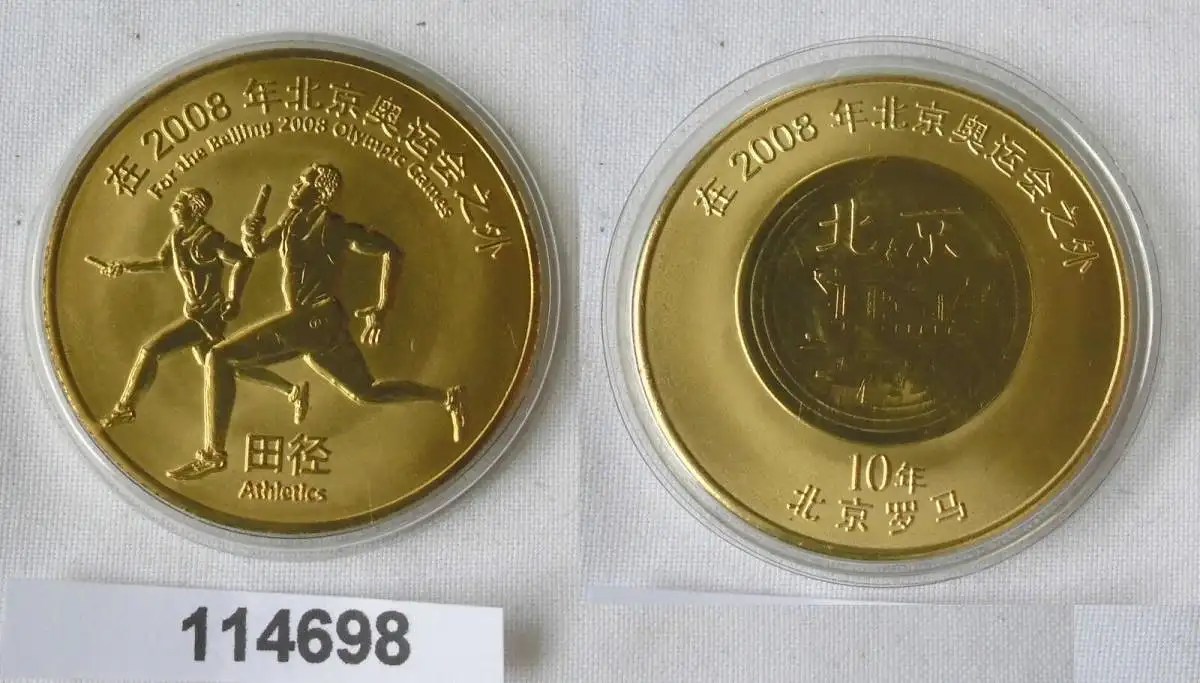 在 2008 年北京奥运会之外
For the Beijing 2008 Olympic Games
田径
Athletics
114698
在 2008 年北京奥运会之外
北京
10年
北京罗马